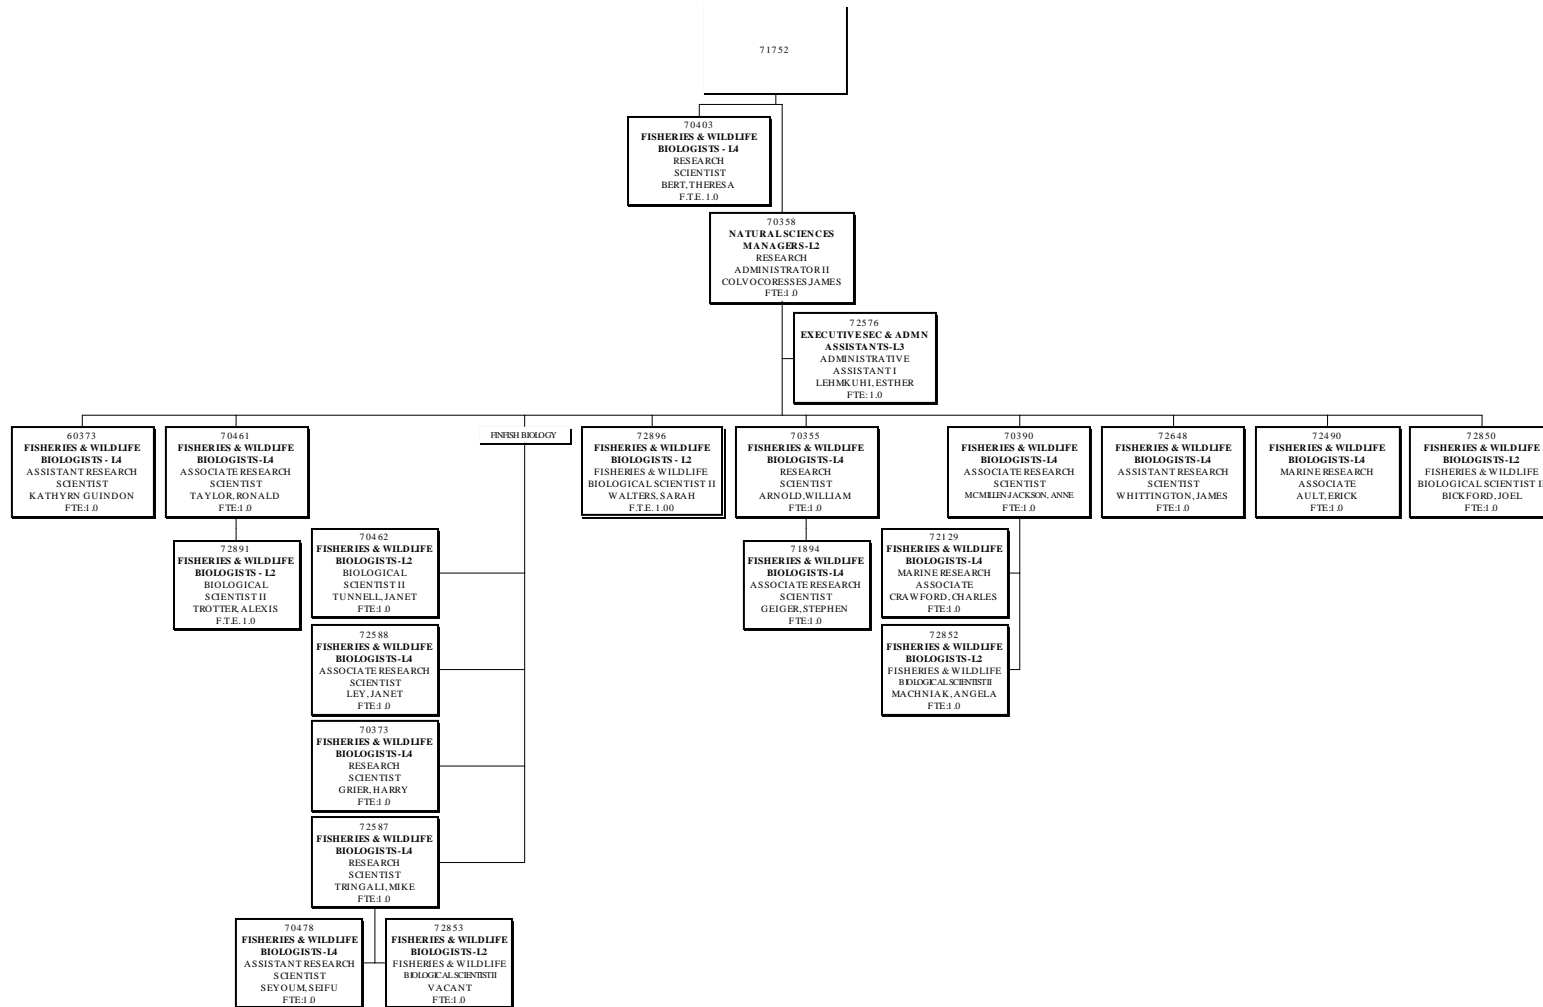 71752
70403
FISHERIES & WILDLIFE
BIOLOGISTS - L4
RESEARCH
SCIENTIST
BERT, THERESA
F.T.E. 1.0
70358
NATURAL SCIENCES
MANAGERS-L2
RESEARCH
ADMINISTRATOR II
COLVOCORESSES, JAMES
FTE:1.0
72576
EXECUTIVE SEC & ADMN
ASSISTANTS-L3
ADMINISTRATIVE
ASSISTANT I
LEHMKUHI, ESTHER
FTE: 1.0
60373
FISHERIES & WILDLIFE
BIOLOGISTS - L4
ASSISTANT RESEARCH
SCIENTIST
KATHYRN GUINDON
FTE:1.0
70461
FISHERIES & WILDLIFE
BIOLOGISTS-L4
ASSOCIATE RESEARCH
SCIENTIST
TAYLOR, RONALD
FTE:1.0
72891
FISHERIES & WILDLIFE
BIOLOGISTS - L2
BIOLOGICAL
SCIENTIST II
TROTTER, ALEXIS
F.T.E. 1.0
FINFISH BIOLOGY
70462
FISHERIES & WILDLIFE
BIOLOGISTS-L2
BIOLOGICAL
SCIENTIST II
TUNNELL, JANET
FTE:1.0
72588
FISHERIES & WILDLIFE
BIOLOGISTS-L4
ASSOCIATE RESEARCH
SCIENTIST
LEY, JANET
FTE:1.0
70373
FISHERIES & WILDLIFE
BIOLOGISTS-L4
RESEARCH
SCIENTIST
GRIER, HARRY
FTE:1.0
72587
FISHERIES & WILDLIFE
BIOLOGISTS-L4
RESEARCH
SCIENTIST
TRINGALI, MIKE
FTE:1.0
70478
FISHERIES & WILDLIFE
BIOLOGISTS-L4
ASSISTANT RESEARCH
SCIENTIST
SEYOUM, SEIFU
FTE:1.0
72853
FISHERIES & WILDLIFE
BIOLOGISTS-L2
FISHERIES & WILDLIFE
BIOLOGICAL SCIENTIST II
VACANT
FTE:1.0
72896
FISHERIES & WILDLIFE
BIOLOGISTS - L2
FISHERIES & WILDLIFE
BIOLOGICAL SCIENTIST II
WALTERS, SARAH
F.T.E. 1.00
70355
FISHERIES & WILDLIFE
BIOLOGISTS-L4
RESEARCH
SCIENTIST
ARNOLD, WILLIAM
FTE:1.0
71894
FISHERIES & WILDLIFE
BIOLOGISTS-L4
ASSOCIATE RESEARCH
SCIENTIST
GEIGER, STEPHEN
FTE:1.0
70390
FISHERIES & WILDLIFE
BIOLOGISTS-L4
ASSOCIATE RESEARCH
SCIENTIST
MCMILLEN-JACKSON, ANNE
FTE:1.0
72129
FISHERIES & WILDLIFE
BIOLOGISTS-L4
MARINE RESEARCH
ASSOCIATE
CRAWFORD, CHARLES
FTE:1.0
72852
FISHERIES & WILDLIFE
BIOLOGISTS-L2
FISHERIES & WILDLIFE
BIOLOGICAL SCIENTIST II
MACHNIAK, ANGELA
FTE:1.0
72648
FISHERIES & WILDLIFE
BIOLOGISTS-L4
ASSISTANT RESEARCH
SCIENTIST
WHITTINGTON, JAMES
FTE:1.0
72490
FISHERIES & WILDLIFE
BIOLOGISTS-L4
MARINE RESEARCH
ASSOCIATE
AULT, ERICK
FTE:1.0
72850
FISHERIES & WILDLIFE
BIOLOGISTS-L2
FISHERIES & WILDLIFE
BIOLOGICAL SCIENTIST II
BICKFORD, JOEL
FTE:1.0